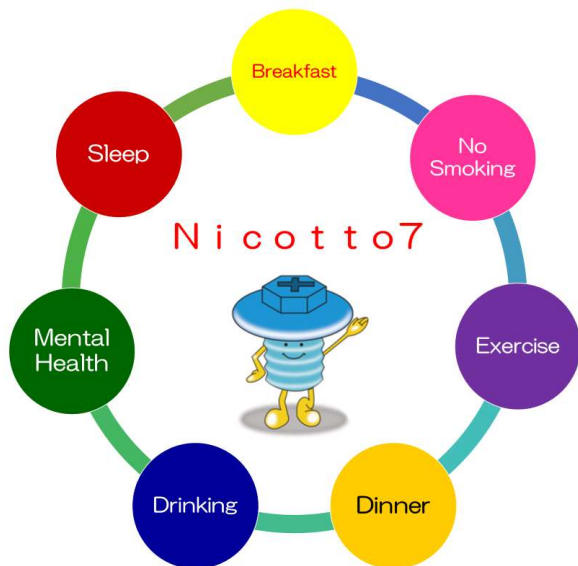 Breakfast
No
Smoking
Sleep
Nicotto7
Mental
Health
Exercise
Drinking
Dinner